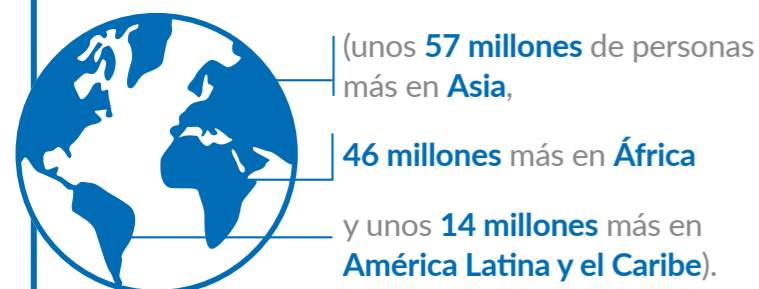 (unos 57 millones de personas
más en Asia,
46 millones más en África
y unos 14 millones más en
América Latina y el Caribe).